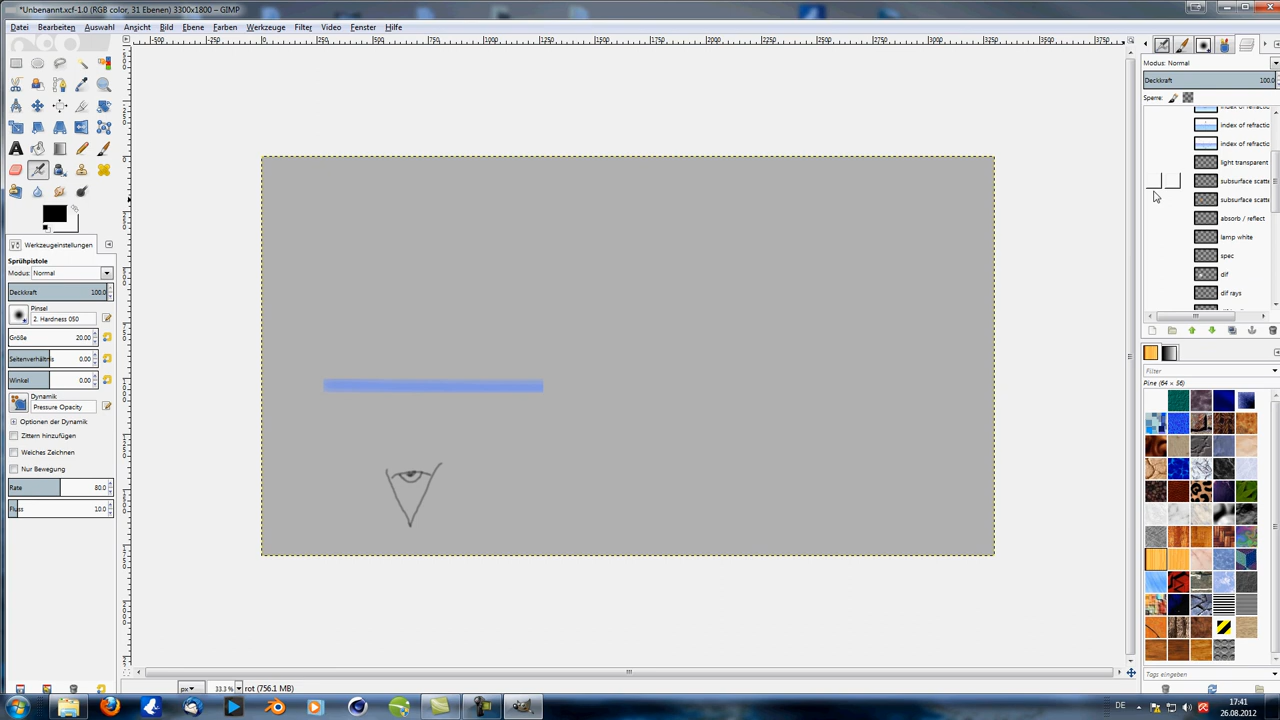 *Unbenannt.xcf-1.0 (RGB color, 31 Ebenen) 3300x1800 – GIMP
Datei Bearbeiten Auswahl Ansicht Bild Ebene Farben Werkzeuge Filter Video Fenster Hilfe
Modus: Normal
Deckkraft 100.0
Sperre:
index of refractio
index of refractio
index of refractio
light transparent
subsurface scatte
subsurface scatte
absorb / reflect
lamp white
spec
dif
dif rays
Werkzeugeinstellungen
Sprühpistole
Modus: Normal
Deckkraft 100.0
Pinsel
2. Hardness 050
Größe 20.00
Seitenverhältnis 0.00
Winkel 0.00
Dynamik
Pressure Opacity
Optionen der Dynamik
Zittern hinzufügen
Weiches Zeichnen
Nur Bewegung
Rate 80.0
Fluss 10.0
Filter
Pine (64 × 56)
Tags eingeben
px 33.3 % rot (756.1 MB)
DE 17:41
26.08.2012